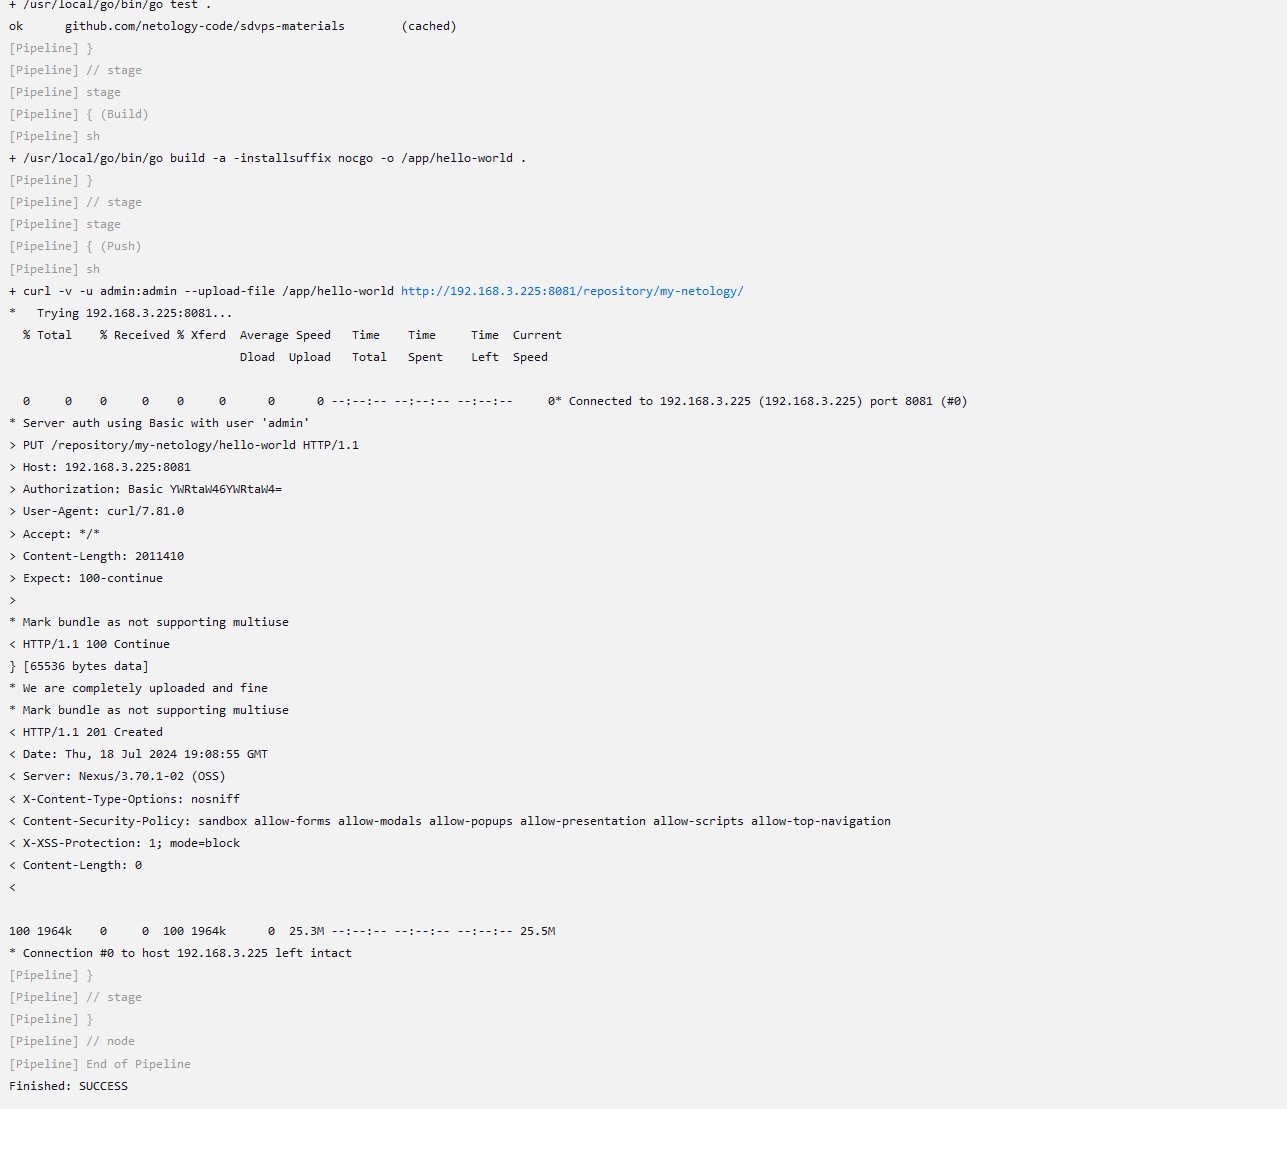 + /usr/local/go/bin/go test .
ok      github.com/netology-code/sdvps-materials        (cached)
[Pipeline] }
[Pipeline] // stage
[Pipeline] stage
[Pipeline] { (Build)
[Pipeline] sh
+ /usr/local/go/bin/go build -a -installsuffix nocgo -o /app/hello-world .
[Pipeline] }
[Pipeline] // stage
[Pipeline] stage
[Pipeline] { (Push)
[Pipeline] sh
+ curl -v -u admin:admin --upload-file /app/hello-world http://192.168.3.225:8081/repository/my-netology/
*   Trying 192.168.3.225:8081...
  % Total    % Received % Xferd  Average Speed   Time    Time     Time  Current
                                 Dload  Upload   Total   Spent    Left  Speed
  0     0    0     0    0     0      0      0 --:--:-- --:--:-- --:--:--     0* Connected to 192.168.3.225 (192.168.3.225) port 8081 (#0)
* Server auth using Basic with user 'admin'
> PUT /repository/my-netology/hello-world HTTP/1.1
> Host: 192.168.3.225:8081
> Authorization: Basic YWRtaW46YWRtaW4=
> User-Agent: curl/7.81.0
> Accept: */*
> Content-Length: 2011410
> Expect: 100-continue
>
* Mark bundle as not supporting multiuse
< HTTP/1.1 100 Continue
} [65536 bytes data]
* We are completely uploaded and fine
* Mark bundle as not supporting multiuse
< HTTP/1.1 201 Created
< Date: Thu, 18 Jul 2024 19:08:55 GMT
< Server: Nexus/3.70.1-02 (OSS)
< X-Content-Type-Options: nosniff
< Content-Security-Policy: sandbox allow-forms allow-modals allow-popups allow-presentation allow-scripts allow-top-navigation
< X-XSS-Protection: 1; mode=block
< Content-Length: 0
<
100 1964k    0     0  100 1964k      0  25.3M --:--:-- --:--:-- --:--:-- 25.5M
* Connection #0 to host 192.168.3.225 left intact
[Pipeline] }
[Pipeline] // stage
[Pipeline] }
[Pipeline] // node
[Pipeline] End of Pipeline
Finished: SUCCESS